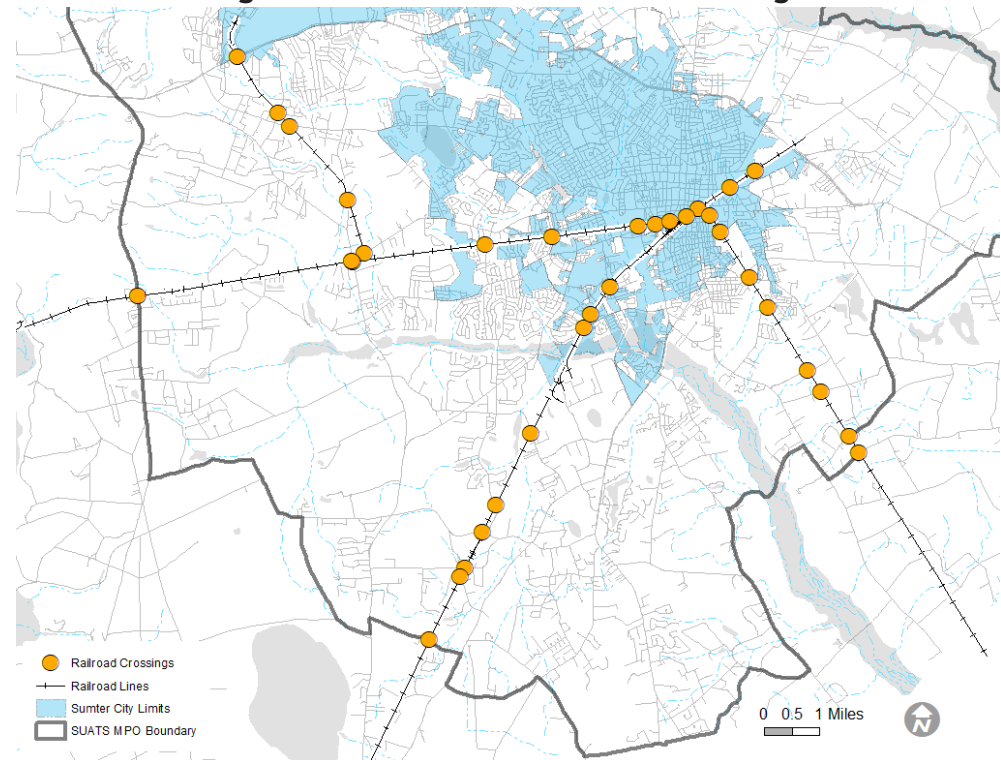 Railroad Crossings
Railroad Lines
Sumter City Limits
SUATS MPO Boundary
0 0.5 1 Miles
N